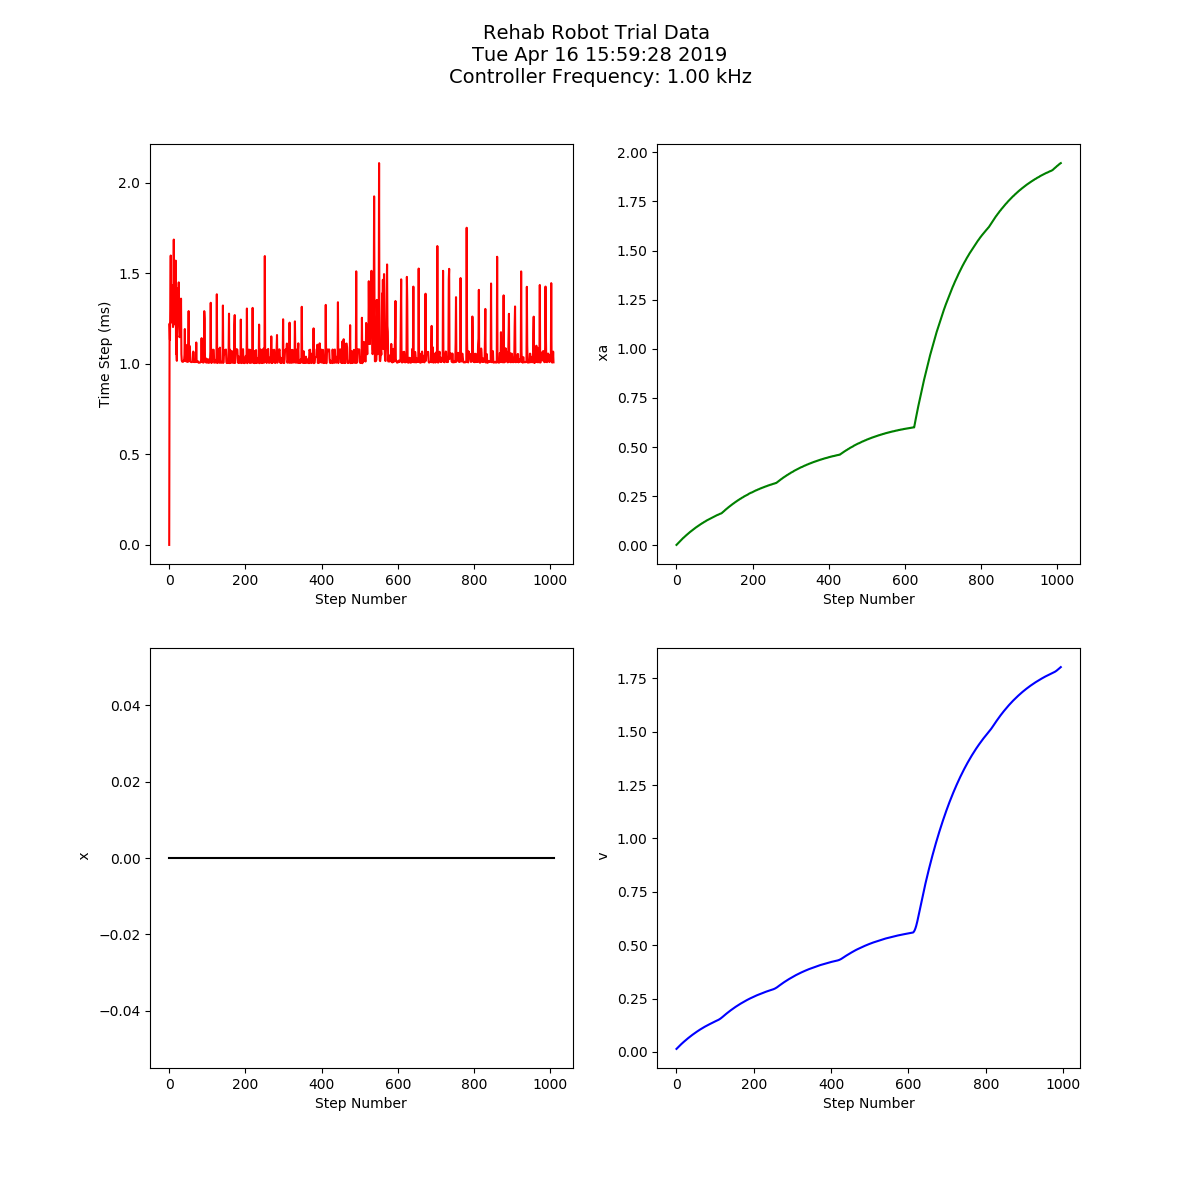 Rehab Robot Trial Data
Tue Apr 16 15:59:28 2019
Controller Frequency: 1.00 kHz
2.0
1.5
1.0
0.5
0.0
Time Step (ms)
0 200 400 600 800 1000
Step Number
2.00
1.75
1.50
1.25
1.00
0.75
0.50
0.25
0.00
xa
0 200 400 600 800 1000
Step Number
0.04
0.02
0.00
−0.02
−0.04
x
0 200 400 600 800 1000
Step Number
1.75
1.50
1.25
1.00
0.75
0.50
0.25
0.00
v
0 200 400 600 800 1000
Step Number